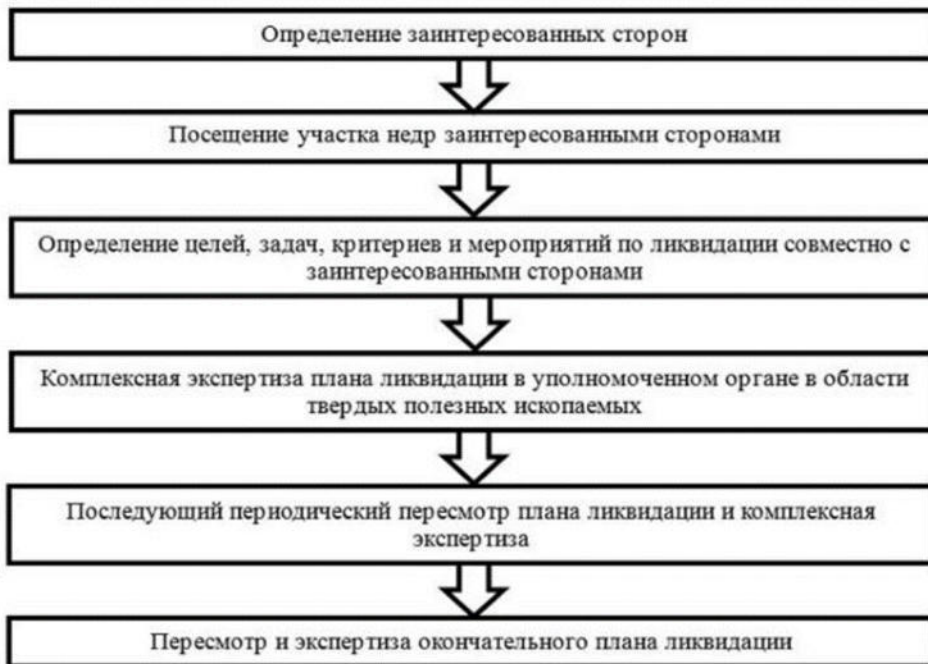 Определение заинтересованных сторон
Посещение участка недр заинтересованными сторонами
Определение целей, задач, критериев и мероприятий по ликвидации совместно с
заинтересованными сторонами
Комплексная экспертиза плана ликвидации в уполномоченном органе в области
твердых полезных ископаемых
Последующий периодический пересмотр плана ликвидации и комплексная
экспертиза
Пересмотр и экспертиза окончательного плана ликвидации